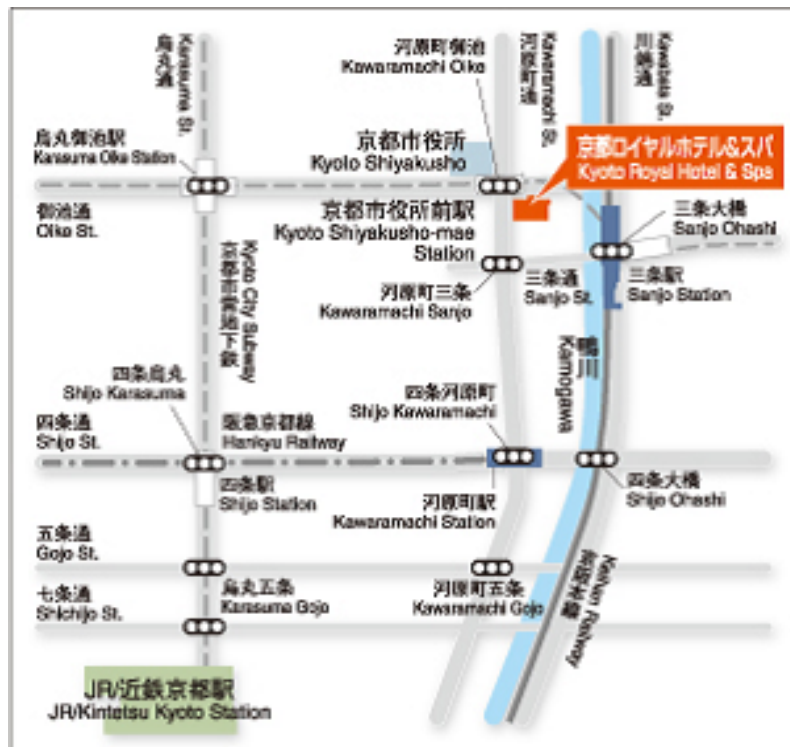 烏丸通
Karasuma St.
河原町御池
Kawaramachi Oike
河原町通
Kawaramachi St.
川端通
Kawabata St.
烏丸御池駅
Karasuma Oike Station
京都市役所
Kyoto Shiyakusho
京都ロイヤルホテル&スパ
Kyoto Royal Hotel & Spa
御池通
Oike St.
京都市役所前駅
Kyoto Shiyakusho-mae
Station
三条大橋
Sanjo Ohashi
Kyoto City Subway
河原町三条
Kawaramachi Sanjo
三条通
Sanjo St.
三条駅
Sanjo Station
鴨川
Kamogawa
四条烏丸
Shijo Karasuma
四条河原町
Shijo Kawaramachi
四条通
Shijo St.
阪急京都線
Hankyu Railway
四条駅
Shijo Station
河原町駅
Kawaramachi Station
四条大橋
Shijo Ohashi
五条通
Gojo St.
烏丸五条
Karasuma Gojo
河原町五条
Kawaramachi Gojo
京阪本線
Keihan Railway
七条通
Shichijo St.
JR/近鉄京都駅
JR/Kintetsu Kyoto Station